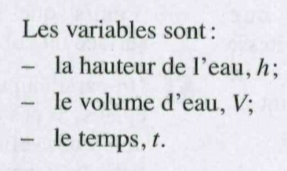 Les variables sont :
– la hauteur de l'eau, h;
– le volume d'eau, V;
– le temps, t.